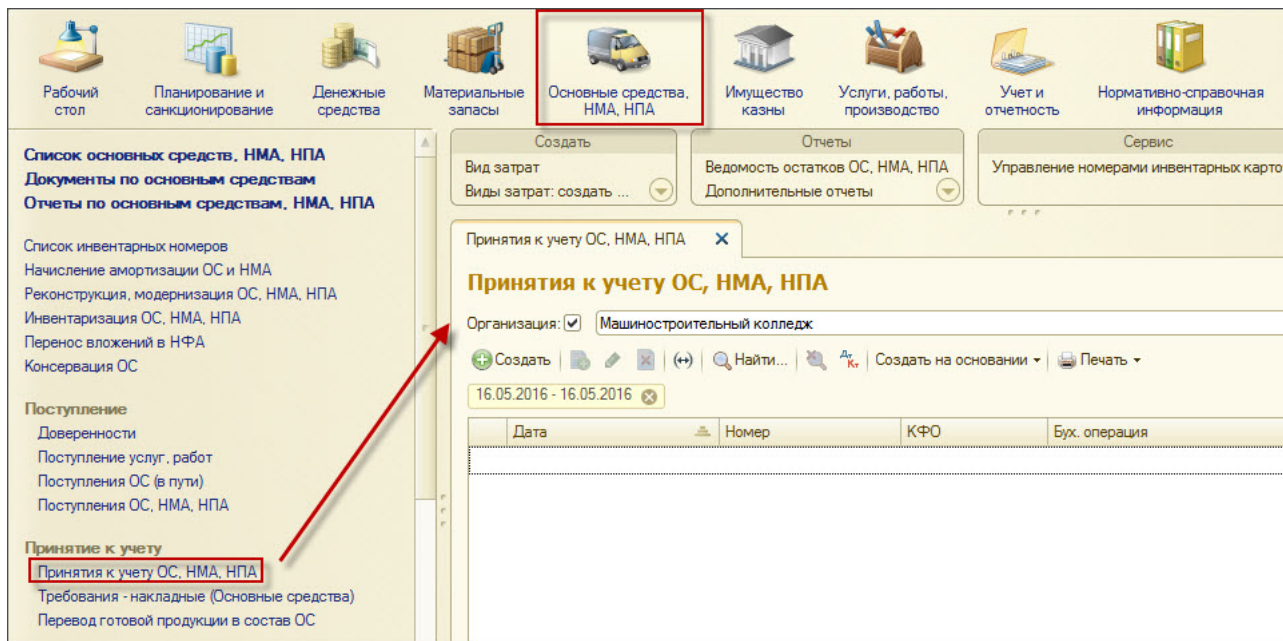 Рабочий
стол
Планирование и
санкционирование
Денежные
средства
Материальные
запасы
Основные средства,
НМА, НПА
Имущество
казны
Услуги, работы,
производство
Учет и
отчетность
Нормативно-справочная
информация
Список основных средств, НМА, НПА
Документы по основным средствам
Отчеты по основным средствам, НМА, НПА
Список инвентарных номеров
Начисление амортизации ОС и НМА
Реконструкция, модернизация ОС, НМА, НПА
Инвентаризация ОС, НМА, НПА
Перенос вложений в НФА
Консервация ОС
Поступление
Доверенности
Поступление услуг, работ
Поступления ОС (в пути)
Поступления ОС, НМА, НПА
Принятие к учету
Принятия к учету ОС, НМА, НПА
Требования - накладные (Основные средства)
Перевод готовой продукции в состав ОС
Создать
Вид затрат
Виды затрат: создать ...
Отчеты
Ведомость остатков ОС, НМА, НПА
Дополнительные отчеты
Сервис
Управление номерами инвентарных карто
Принятия к учету ОС, НМА, НПА
Принятия к учету ОС, НМА, НПА
Организация: Машиностроительный колледж
Создать Найти... Дт Кт Создать на основании Печать
16.05.2016 - 16.05.2016
Дата Номер КФО Бух. операция